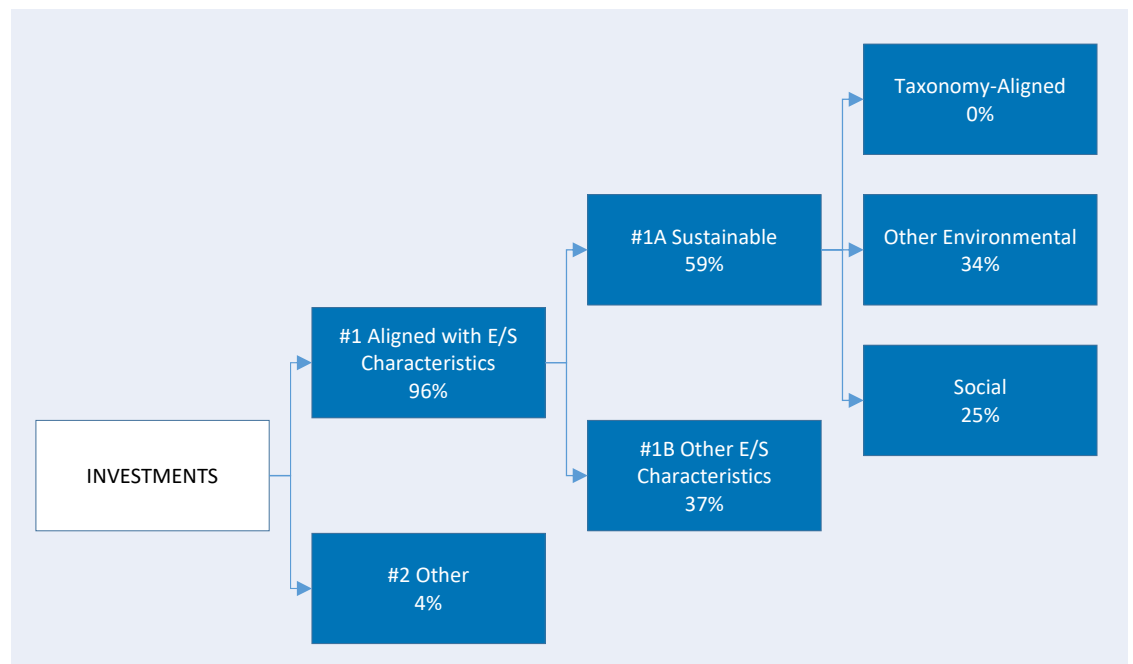 INVESTMENTS
#1 Aligned with E/S
Characteristics
96%
#2 Other
4%
#1A Sustainable
59%
#1B Other E/S
Characteristics
37%
Taxonomy-Aligned
0%
Other Environmental
34%
Social
25%